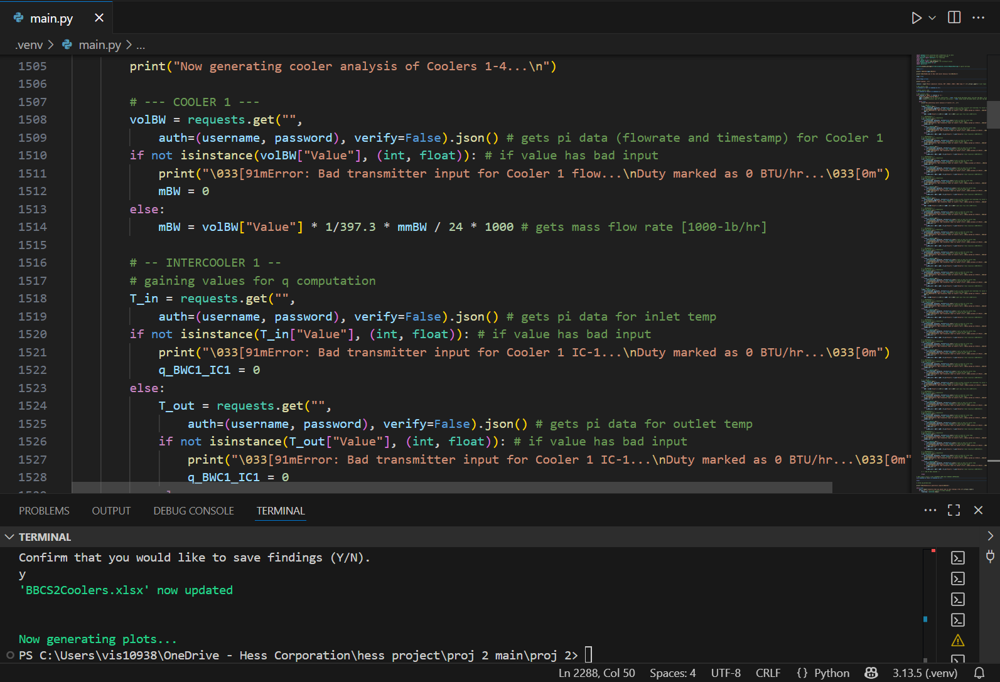 main.py
.venv > main.py > ...
1505 print("Now generating cooler analysis of Coolers 1-4...\n")
1506
1507 # --- COOLER 1 ---
1508 volBW = requests.get("",
1509 auth=(username, password), verify=False).json() # gets pi data (flowrate and timestamp) for Cooler 1
1510 if not isinstance(volBW["Value"], (int, float)): # if value has bad input
1511 print("\033[91mError: Bad transmitter input for Cooler 1 flow...\nDuty marked as 0 BTU/hr...\033[0m")
1512 mBW = 0
1513 else:
1514 mBW = volBW["Value"] * 1/397.3 * mmBW / 24 * 1000 # gets mass flow rate [1000-lb/hr]
1515
1516 # -- INTERCOOLER 1 --
1517 # gaining values for q computation
1518 T_in = requests.get("",
1519 auth=(username, password), verify=False).json() # gets pi data for inlet temp
1520 if not isinstance(T_in["Value"], (int, float)): # if value has bad input
1521 print("\033[91mError: Bad transmitter input for Cooler 1 IC-1...\nDuty marked as 0 BTU/hr...\033[0m")
1522 q_BWC1_IC1 = 0
1523 else:
1524 T_out = requests.get("",
1525 auth=(username, password), verify=False).json() # gets pi data for outlet temp
1526 if not isinstance(T_out["Value"], (int, float)): # if value has bad input
1527 print("\033[91mError: Bad transmitter input for Cooler 1 IC-1...\nDuty marked as 0 BTU/hr...\033[0m"
1528 q_BWC1_IC1 = 0
PROBLEMS OUTPUT DEBUG CONSOLE TERMINAL
TERMINAL
Confirm that you would like to save findings (Y/N).
y
'BBCS2Coolers.xlsx' now updated
Now generating plots...
PS C:\Users\vis10938\OneDrive - Hess Corporation\hess project\proj 2 main\proj 2>
Ln 2288, Col 50 Spaces: 4 UTF-8 CRLF {} Python 3.13.5 (.venv)